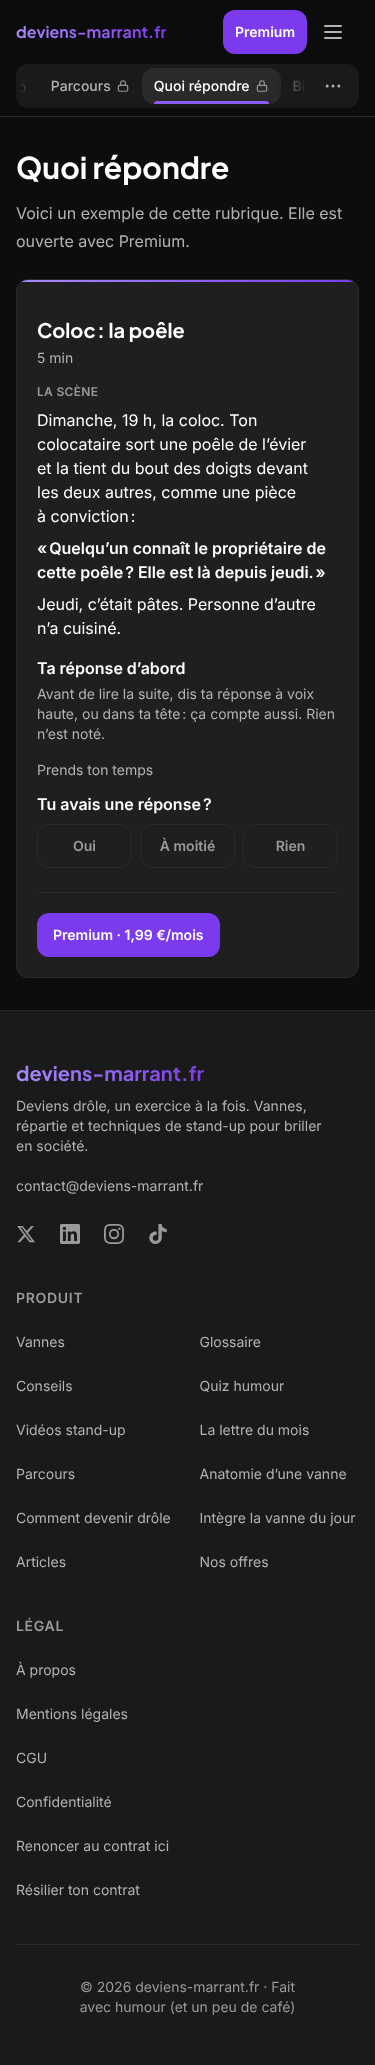 deviens-marrant.fr
Premium
Parcours
Quoi répondre
Quoi répondre
Voici un exemple de cette rubrique. Elle est
ouverte avec Premium.
Coloc : la poêle
5 min
LA SCÈNE
Dimanche, 19 h, la coloc. Ton
colocataire sort une poêle de l’évier
et la tient du bout des doigts devant
les deux autres, comme une pièce
à conviction :
« Quelqu’un connaît le propriétaire de
cette poêle ? Elle est là depuis jeudi. »
Jeudi, c’était pâtes. Personne d’autre
n’a cuisiné.
Ta réponse d’abord
Avant de lire la suite, dis ta réponse à voix
haute, ou dans ta tête : ça compte aussi. Rien
n’est noté.
Prends ton temps
Tu avais une réponse ?
Oui
À moitié
Rien
Premium · 1,99 €/mois
deviens-marrant.fr
Deviens drôle, un exercice à la fois. Vannes,
répartie et techniques de stand-up pour briller
en société.
contact@deviens-marrant.fr
PRODUIT
Vannes
Glossaire
Conseils
Quiz humour
Vidéos stand-up
La lettre du mois
Parcours
Anatomie d’une vanne
Comment devenir drôle
Intègre la vanne du jour
Articles
Nos offres
LÉGAL
À propos
Mentions légales
CGU
Confidentialité
Renoncer au contrat ici
Résilier ton contrat
© 2026 deviens-marrant.fr · Fait
avec humour (et un peu de café)